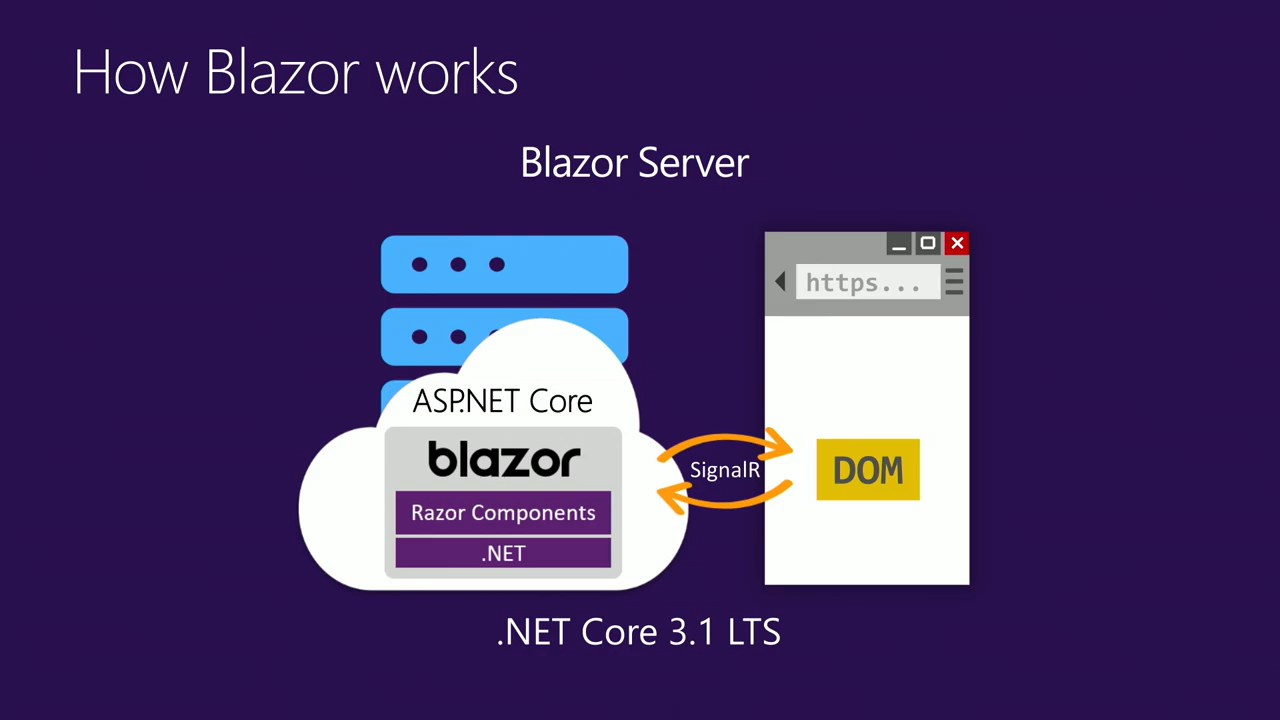 How Blazor works
Blazor Server
https...
ASP.NET Core
blazor
SignalR
DOM
Razor Components
.NET
.NET Core 3.1 LTS